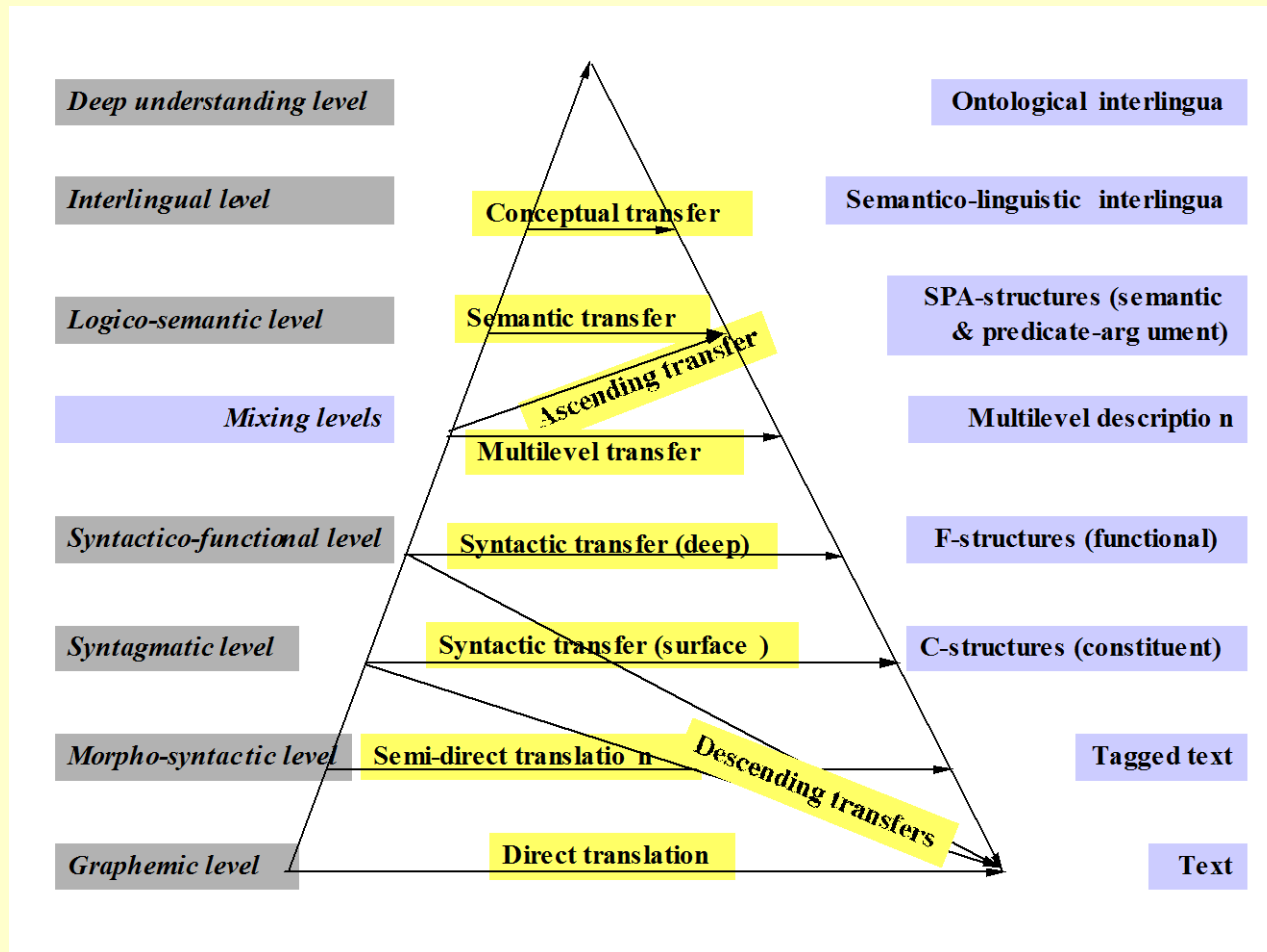 Deep understanding level
Ontological interlingua
Interlingual level
Conceptual transfer
Semantico-linguistic interlingua
Logico-semantic level
Semantic transfer
SPA-structures (semantic
& predicate-arg ument)
Ascending transfer
Mixing levels
Multilevel transfer
Multilevel descriptio n
Syntactico-functional level
Syntactic transfer (deep)
F-structures (functional)
Syntagmatic level
Syntactic transfer (surface )
C-structures (constituent)
Morpho-syntactic level
Semi-direct translatio n
Descending transfers
Tagged text
Graphemic level
Direct translation
Text